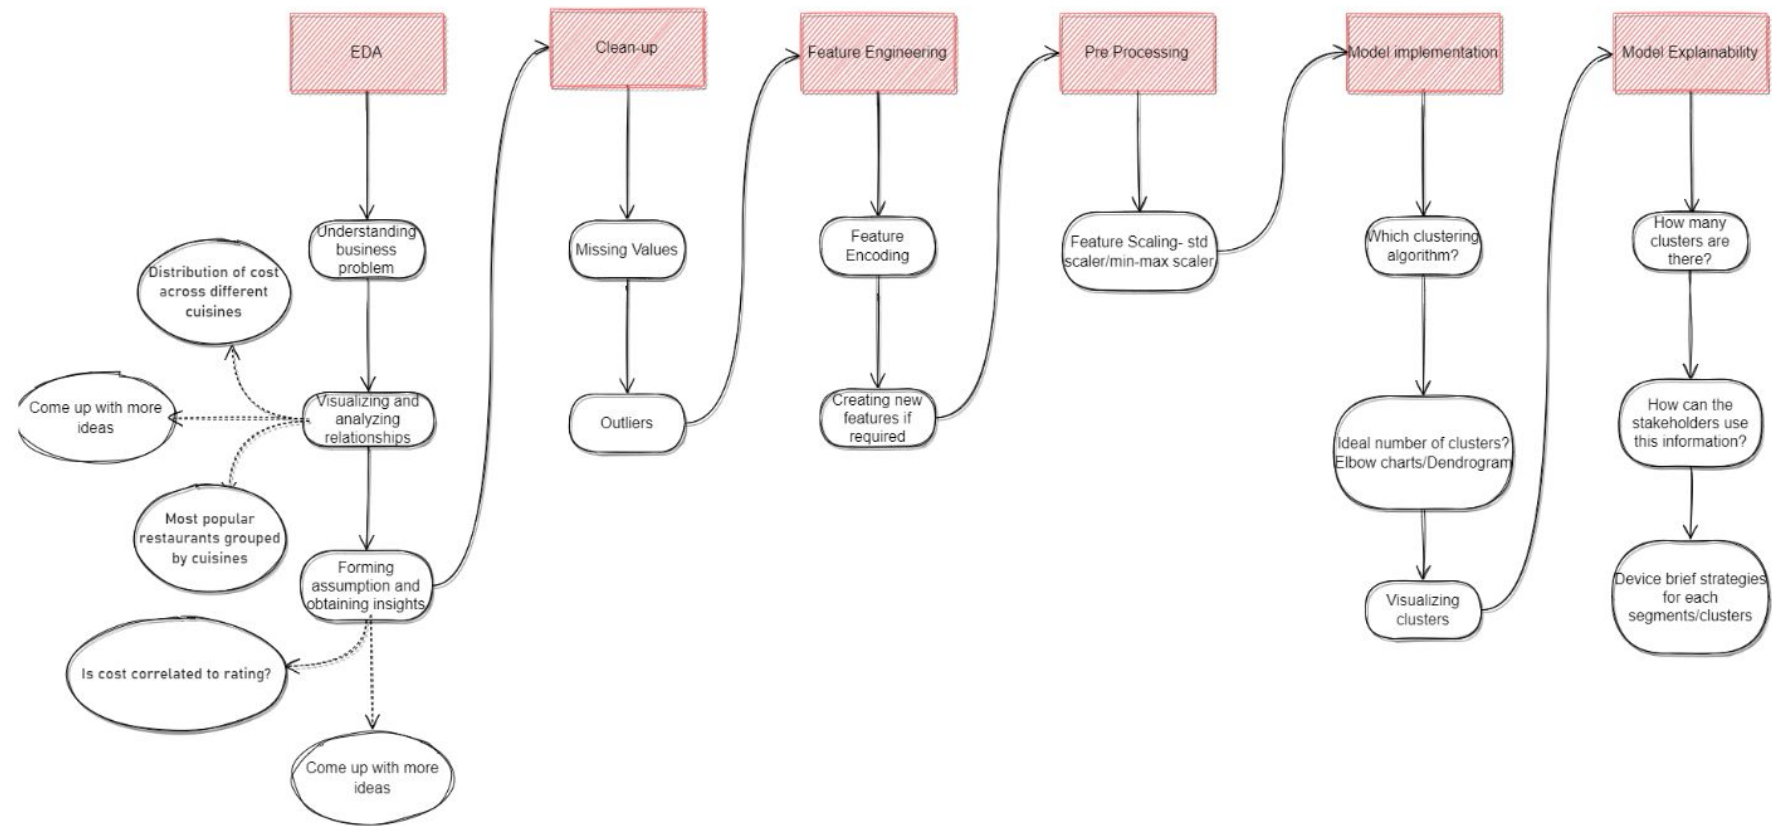 EDA
Clean-up
Feature Engineering
Pre Processing
Model implementation
Model Explainability
Understanding
business
problem
Distribution of cost
across different
cuisines
Come up with more
ideas
Visualizing and
analyzing
relationships
Most popular
restaurants grouped
by cuisines
Forming
assumption and
obtaining insights
Is cost correlated to rating?
Come up with more
ideas
Missing Values
Outliers
Feature
Encoding
Creating new
features if
required
Feature Scaling- std
scaler/min-max scaler
Which clustering
algorithm?
Ideal number of clusters?
Elbow charts/Dendrogram
Visualizing
clusters
How many
clusters are
there?
How can the
stakeholders use
this information?
Device brief strategies
for each
segments/clusters